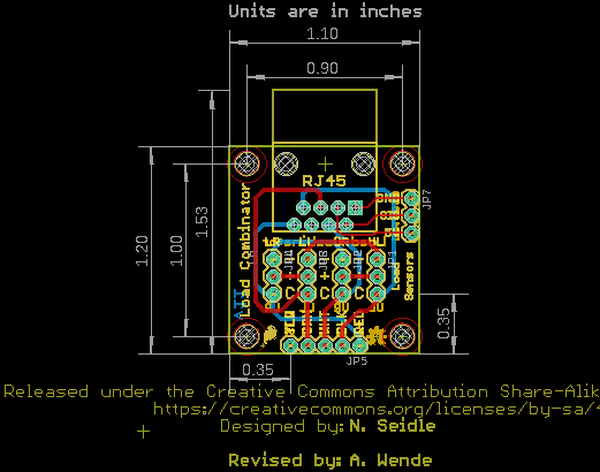 Units are in inches
1.10
0.90
RJ45
JP7
1.20
1.00
1.53
Load Combinator
Load
Sensors
0.35
0.35
JP5
Released under the Creative Commons Attribution Share-Alik
https://creativecommons.org/licenses/by-sa/4
Designed by: N. Seidle
Revised by: A. Wende